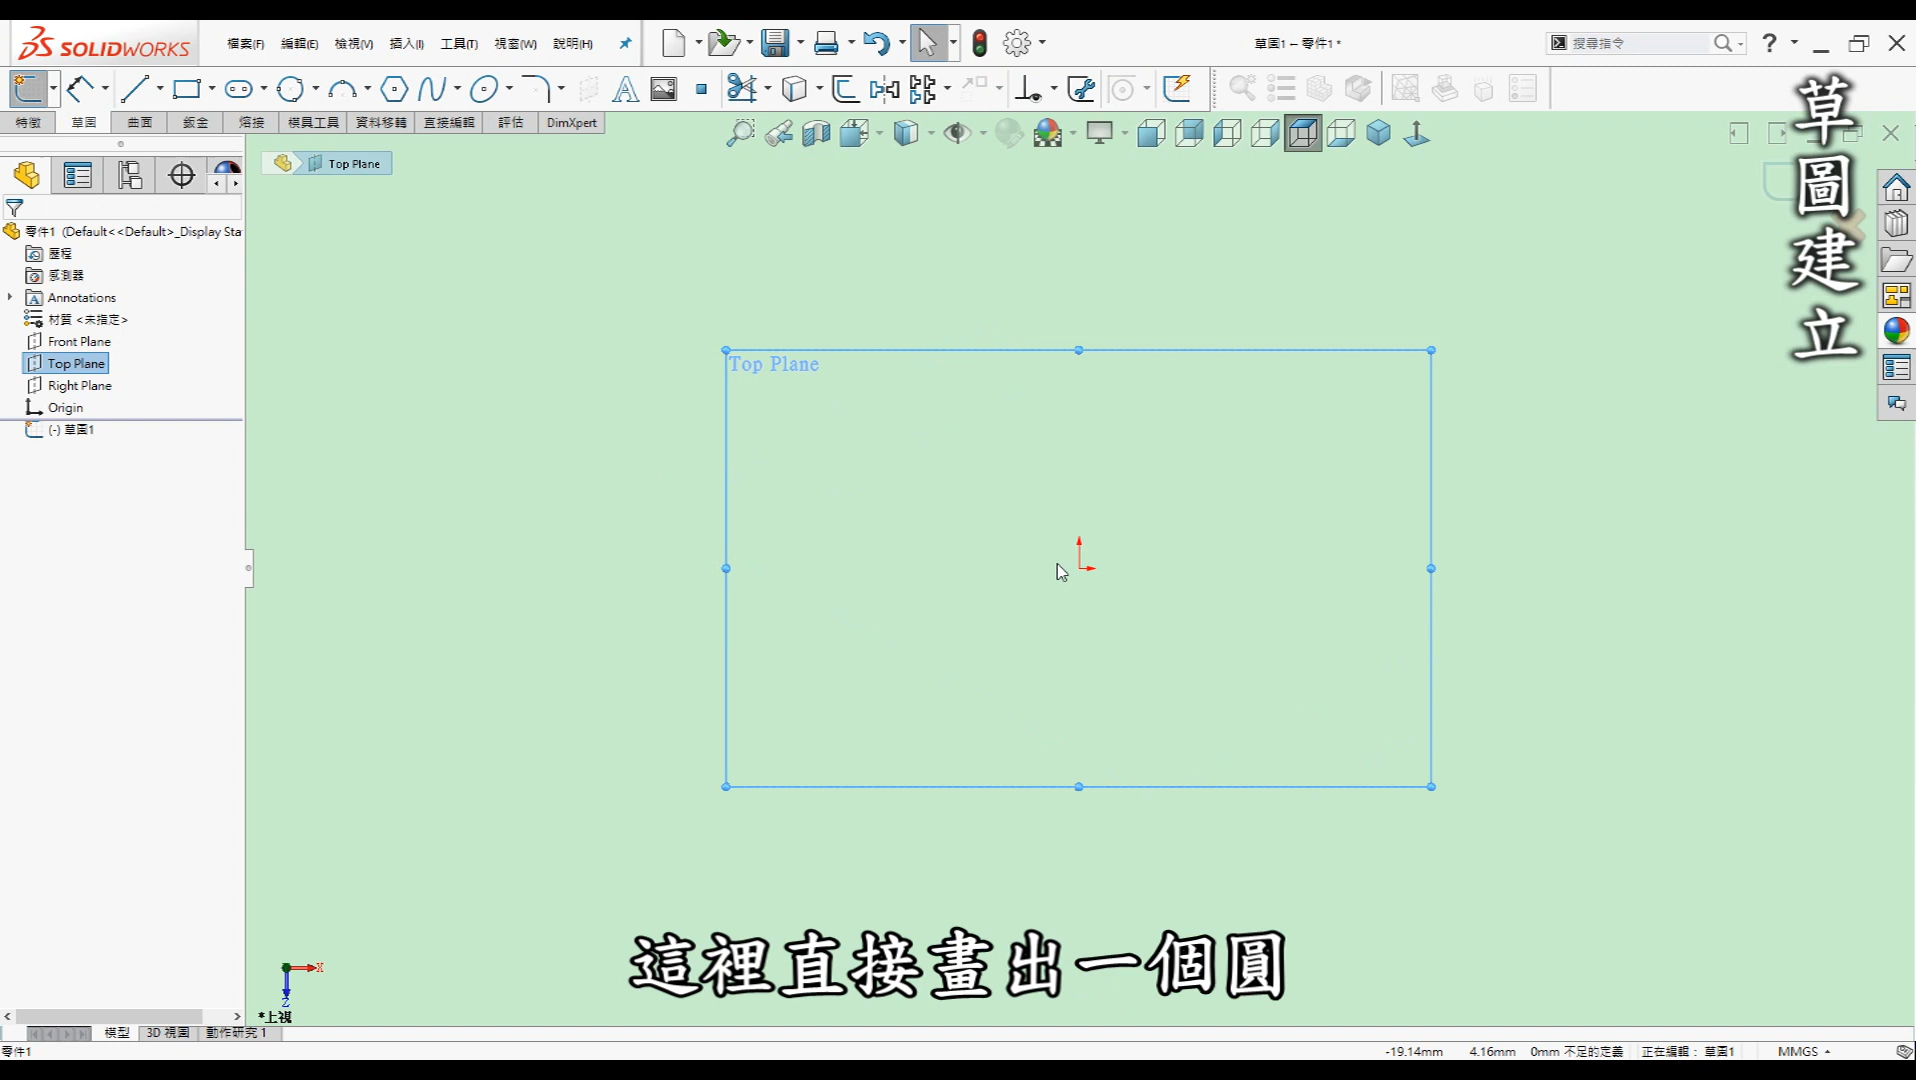 SOLIDWORKS
檔案(F) 編輯(E) 檢視(V) 插入(I) 工具(T) 視窗(W) 說明(H)
草圖1 – 零件1 *
搜尋指令
特徵 草圖 曲面 鈑金 熔接 模具工具 資料移轉 直接編輯 評估 DimXpert
Top Plane
草圖建立
零件1 (Default<<Default>_Display Sta
歷程
感測器
Annotations
材質 <未指定>
Front Plane
Top Plane
Right Plane
Origin
(-) 草圖1
Top Plane
X
Z
*上視
這裡直接畫出一個圓
模型 3D 視圖 動作研究 1
零件1
-19.14mm 4.16mm 0mm 不足的定義 正在編輯： 草圖1 MMGS